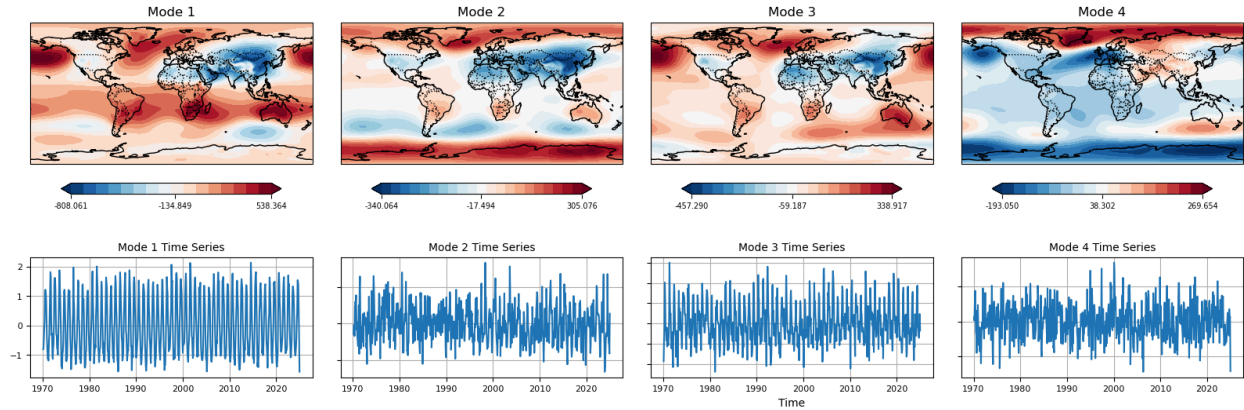 Mode 1 Mode 2 Mode 3 Mode 4
-808.061 -134.849 538.364 -340.064 -17.494 305.076 -457.290 -59.187 338.917 -193.050 38.302 269.654
Mode 1 Time Series Mode 2 Time Series Mode 3 Time Series Mode 4 Time Series
2
1
0
-1
1970 1980 1990 2000 2010 2020 1970 1980 1990 2000 2010 2020 1970 1980 1990 2000 2010 2020 1970 1980 1990 2000 2010 2020
Time